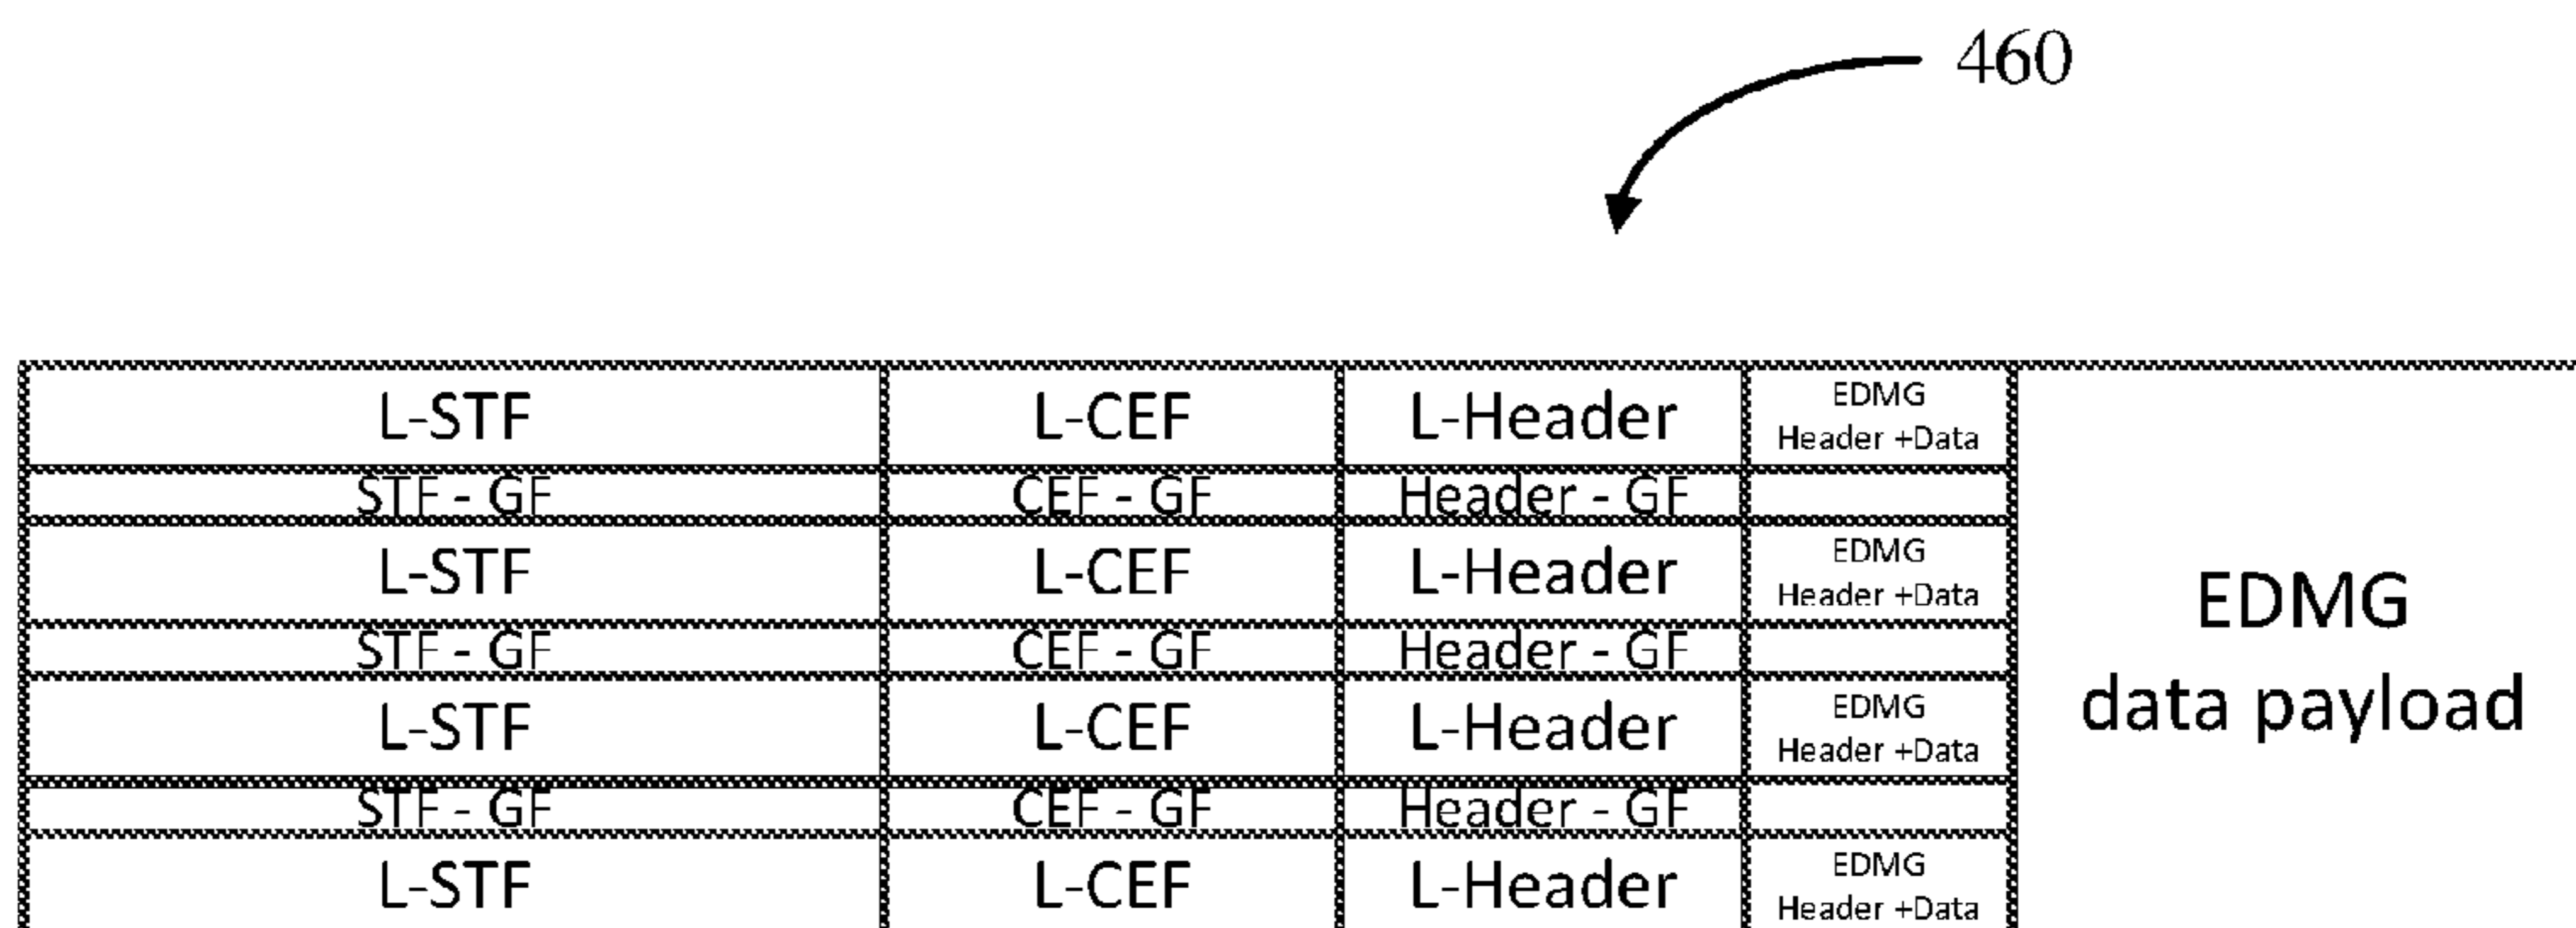 460
L-STF L-CEF L-Header EDMG
Header +Data
STF - GF CEF - GF Header - GF
L-STF L-CEF L-Header EDMG
Header +Data
STF - GF CEF - GF Header - GF
L-STF L-CEF L-Header EDMG
Header +Data
STF - GF CEF - GF Header - GF
L-STF L-CEF L-Header EDMG
Header +Data
EDMG
data payload